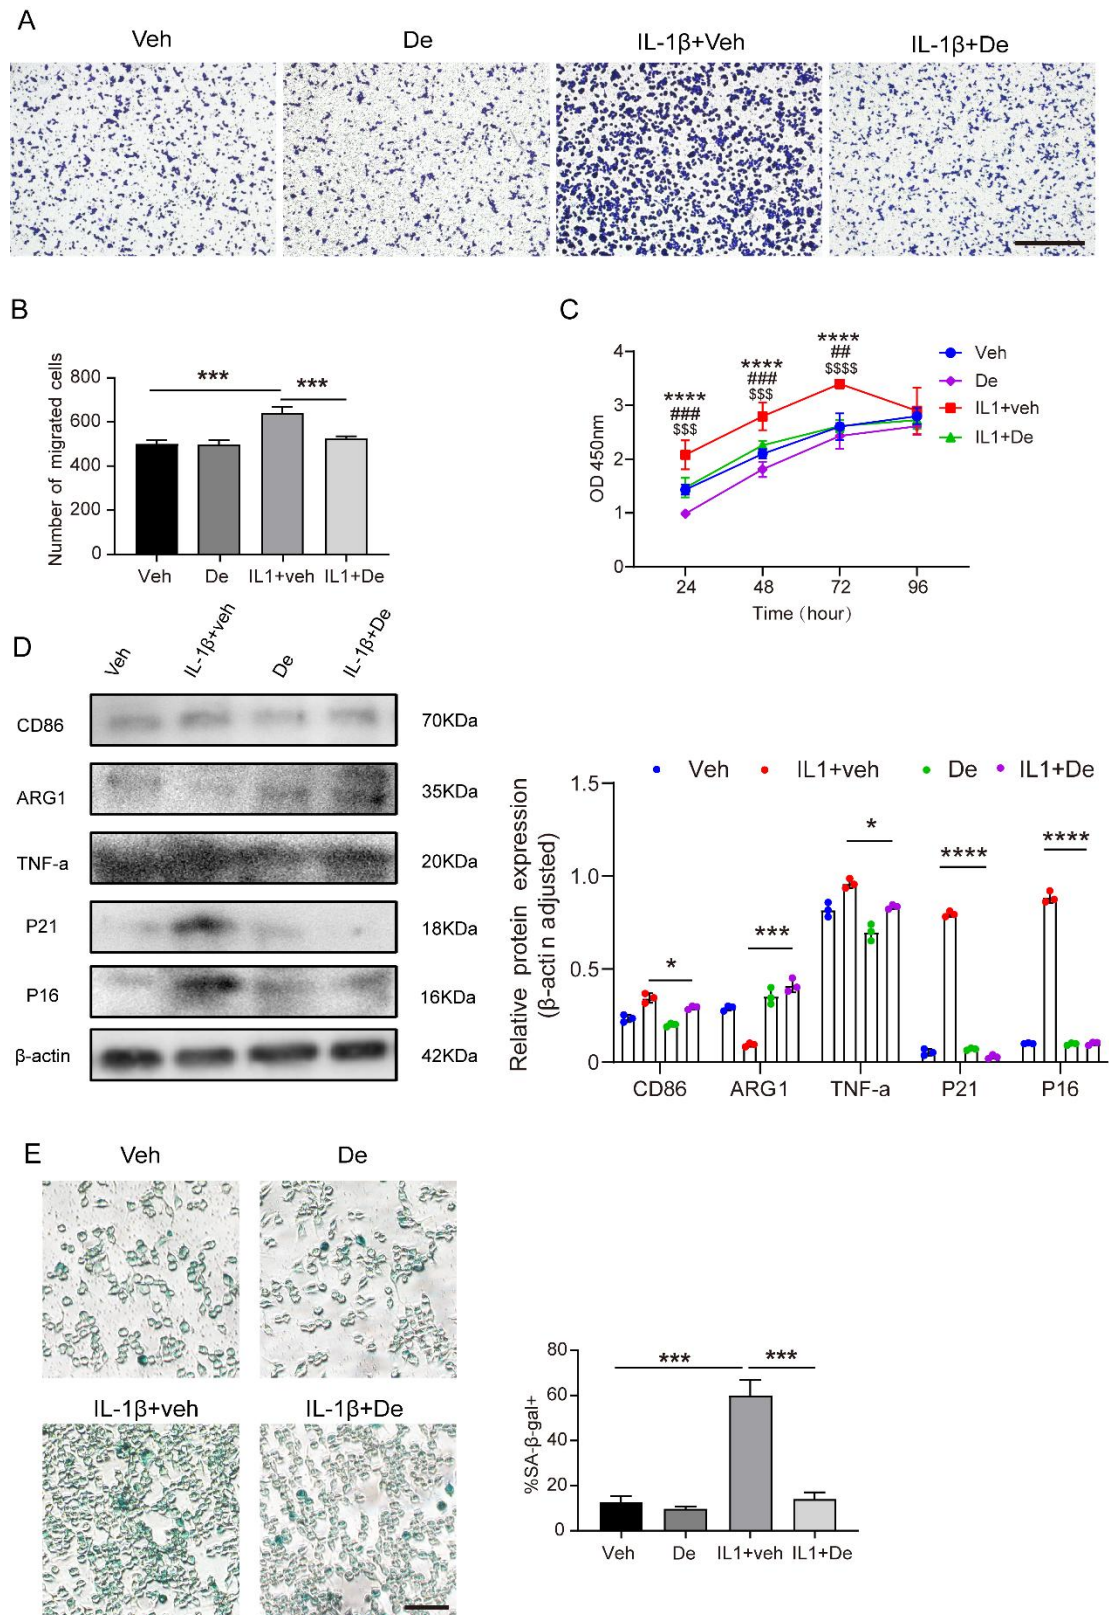 A
Veh De IL-1β+Veh IL-1β+De
B
Number of migrated cells
800
600
400
200
0
*** ***
Veh De IL1+veh IL1+De
C
OD 450nm
4
3
2
1
0
****
###
$$$
****
###
$$$
****
##
$$$$
24 48 72 96
Time (hour)
Veh
De
IL1+veh
IL1+De
D
Veh IL-1β+veh De IL-1β+De
CD86 70KDa
ARG1 35KDa
TNF-a 20KDa
P21 18KDa
P16 16KDa
β-actin 42KDa
Veh IL1+veh De IL1+De
Relative protein expression
(β-actin adjusted)
1.5
1.0
0.5
0
* *** * **** ****
CD86 ARG1 TNF-a P21 P16
E
Veh De
IL-1β+veh IL-1β+De
%SA-β-gal+
80
60
40
20
0
*** ***
Veh De IL1+veh IL1+De